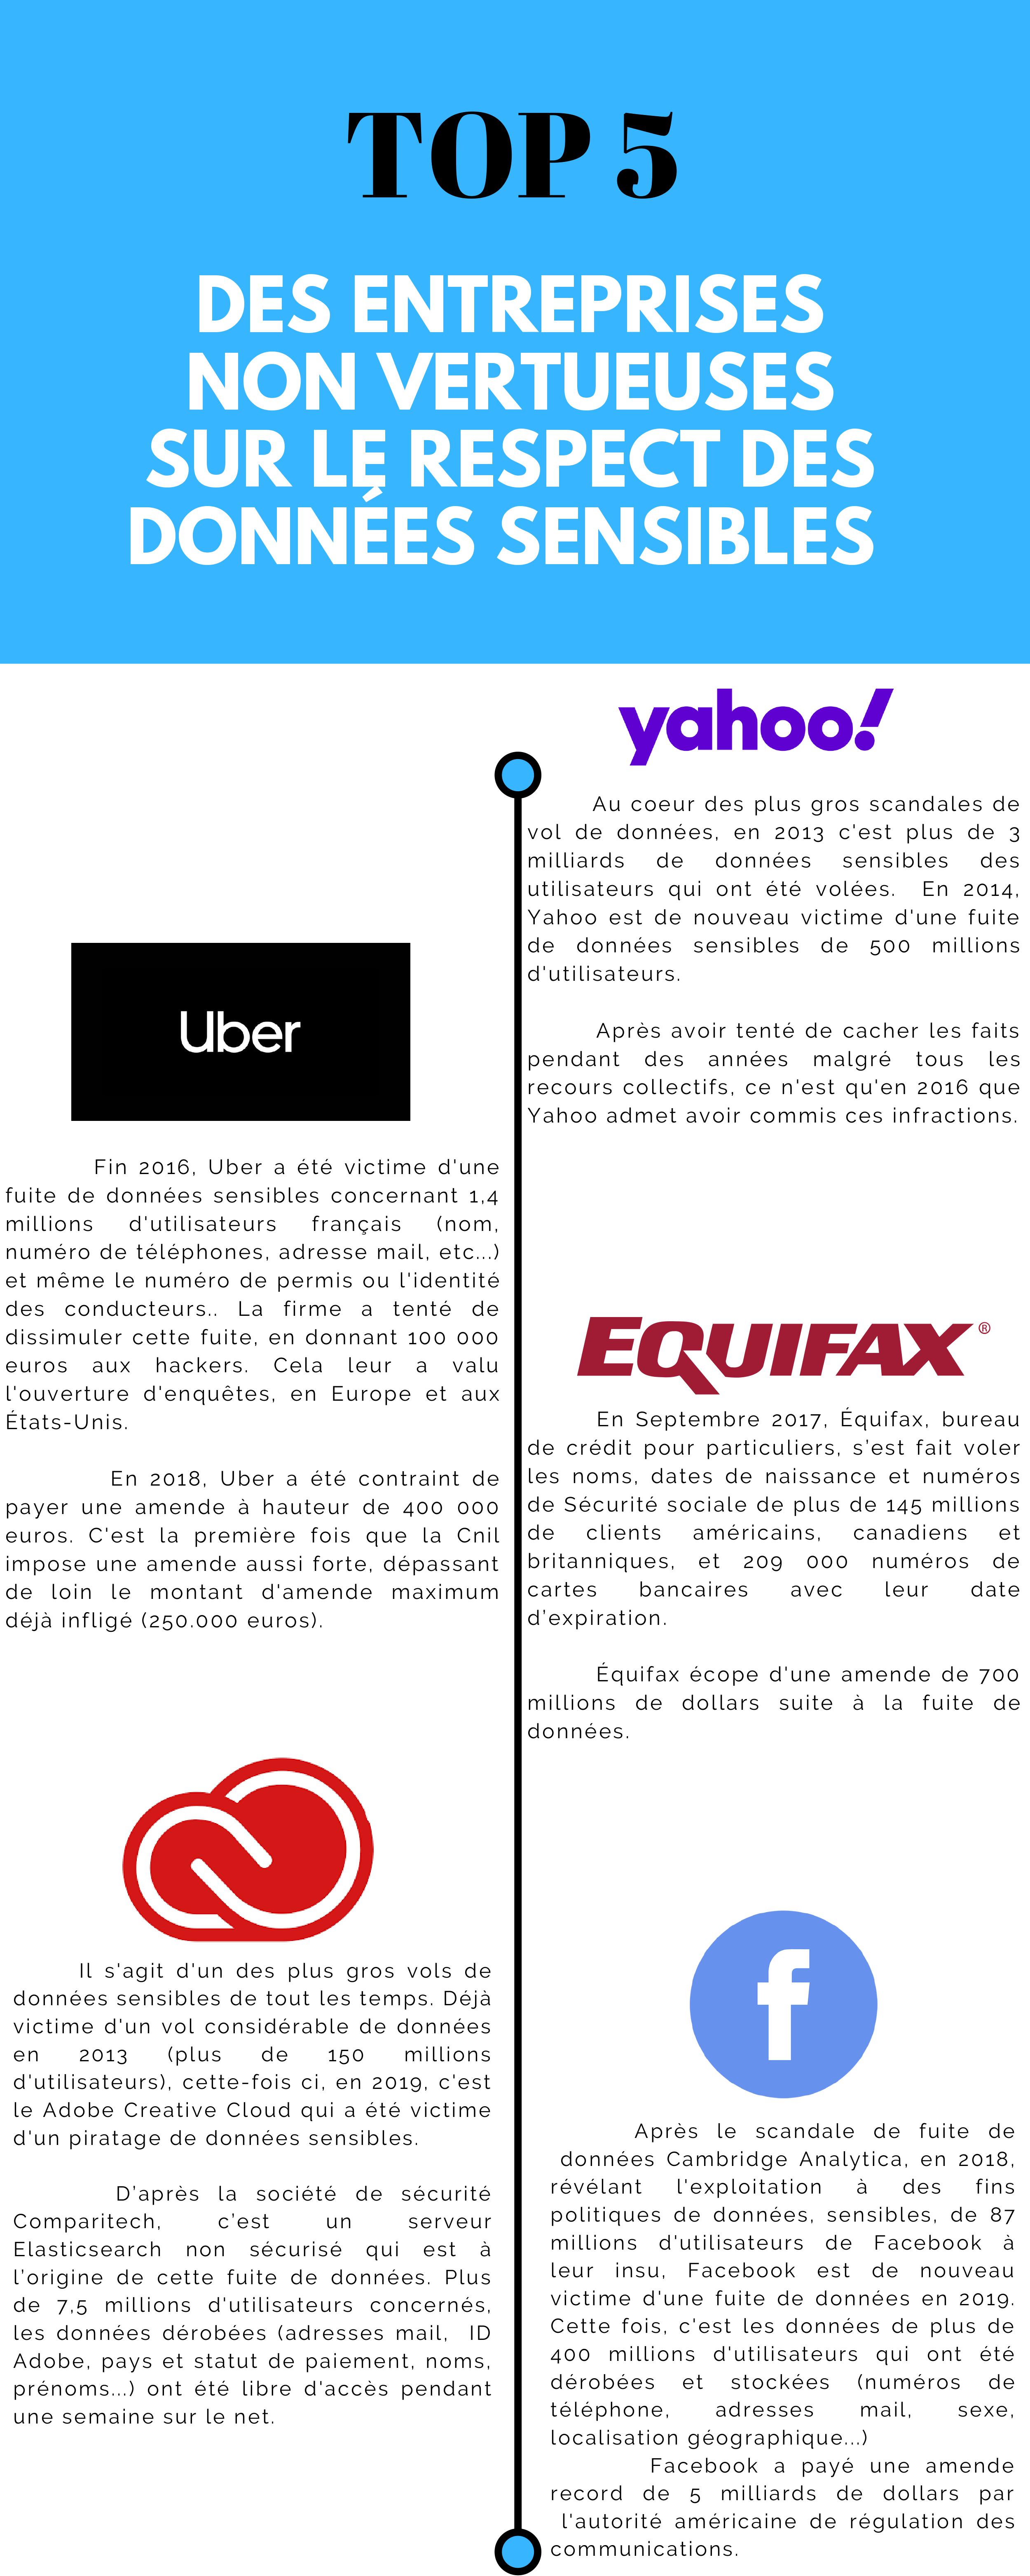 TOP 5
DES ENTREPRISES
NON VERTUEUSES
SUR LE RESPECT DES
DONNÉES SENSIBLES
yahoo!
Au coeur des plus gros scandales de
vol de données, en 2013 c'est plus de 3
milliards de données sensibles des
utilisateurs qui ont été volées. En 2014,
Yahoo est de nouveau victime d'une fuite
de données sensibles de 500 millions
d'utilisateurs.
Après avoir tenté de cacher les faits
pendant des années malgré tous les
recours collectifs, ce n'est qu'en 2016 que
Yahoo admet avoir commis ces infractions.
Uber
Fin 2016, Uber a été victime d'une
fuite de données sensibles concernant 1,4
millions d'utilisateurs français (nom,
numéro de téléphones, adresse mail, etc...)
et même le numéro de permis ou l'identité
des conducteurs.. La firme a tenté de
dissimuler cette fuite, en donnant 100 000
euros aux hackers. Cela leur a valu
l'ouverture d'enquêtes, en Europe et aux
États-Unis.
En 2018, Uber a été contraint de
payer une amende à hauteur de 400 000
euros. C'est la première fois que la Cnil
impose une amende aussi forte, dépassant
de loin le montant d'amende maximum
déjà infligé (250.000 euros).
EQUIFAX®
En Septembre 2017, Équifax, bureau
de crédit pour particuliers, s’est fait voler
les noms, dates de naissance et numéros
de Sécurité sociale de plus de 145 millions
de clients américains, canadiens et
britanniques, et 209 000 numéros de
cartes bancaires avec leur date
d’expiration.
Équifax écope d'une amende de 700
millions de dollars suite à la fuite de
données.
Il s'agit d'un des plus gros vols de
données sensibles de tout les temps. Déjà
victime d'un vol considérable de données
en 2013 (plus de 150 millions
d'utilisateurs), cette-fois ci, en 2019, c'est
le Adobe Creative Cloud qui a été victime
d'un piratage de données sensibles.
D’après la société de sécurité
Comparitech, c’est un serveur
Elasticsearch non sécurisé qui est à
l’origine de cette fuite de données. Plus
de 7,5 millions d'utilisateurs concernés,
les données dérobées (adresses mail, ID
Adobe, pays et statut de paiement, noms,
prénoms...) ont été libre d'accès pendant
une semaine sur le net.
f
Après le scandale de fuite de
données Cambridge Analytica, en 2018,
révélant l'exploitation à des fins
politiques de données, sensibles, de 87
millions d'utilisateurs de Facebook à
leur insu, Facebook est de nouveau
victime d'une fuite de données en 2019.
Cette fois, c'est les données de plus de
400 millions d'utilisateurs qui ont été
dérobées et stockées (numéros de
téléphone, adresses mail, sexe,
localisation géographique...)
Facebook a payé une amende
record de 5 milliards de dollars par
l'autorité américaine de régulation des
communications.